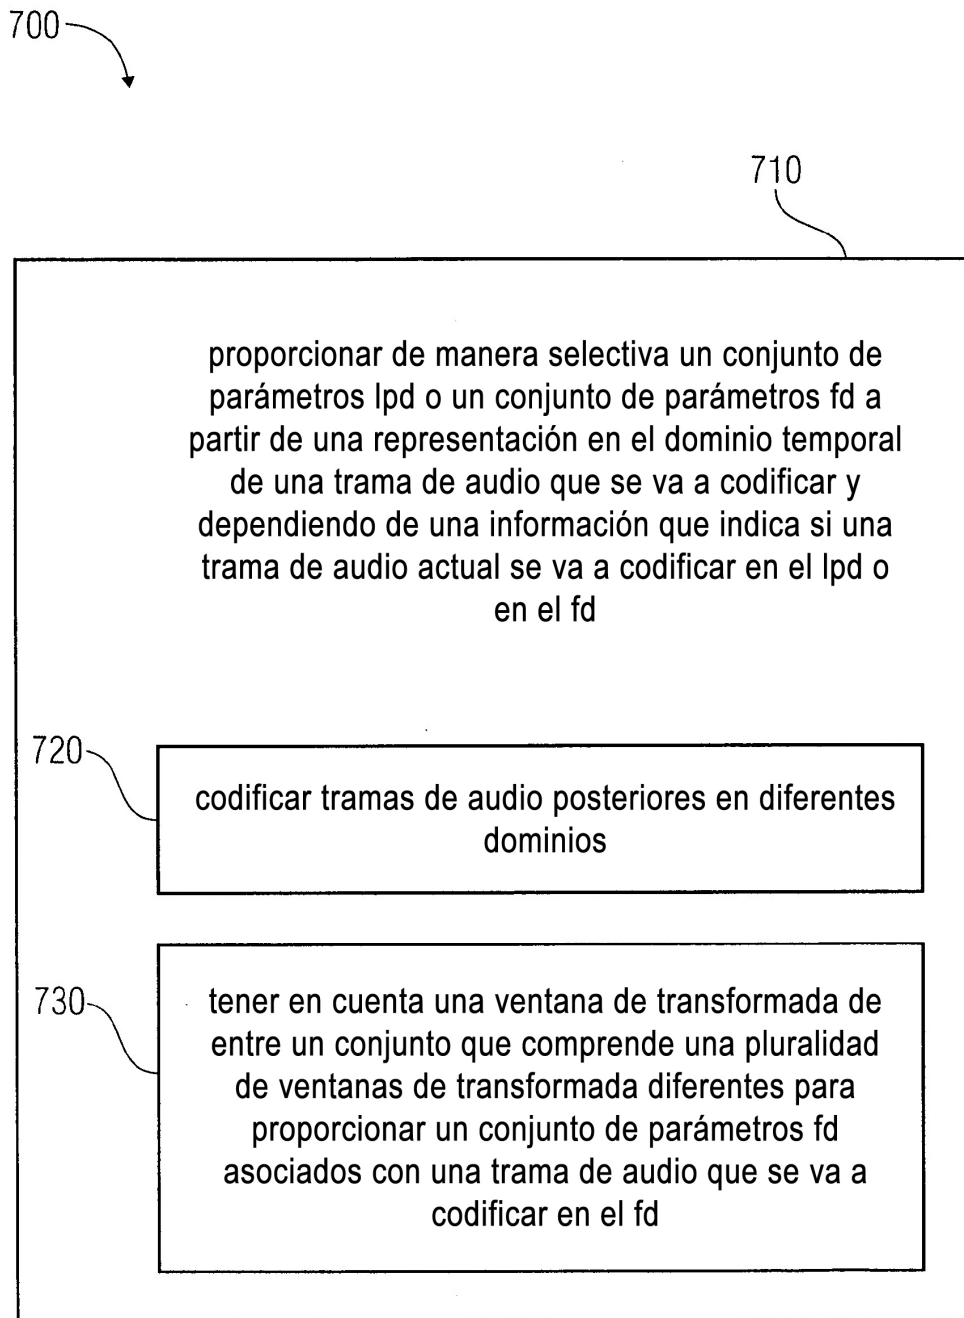 700
710
proporcionar de manera selectiva un conjunto de
parámetros lpd o un conjunto de parámetros fd a
partir de una representación en el dominio temporal
de una trama de audio que se va a codificar y
dependiendo de una información que indica si una
trama de audio actual se va a codificar en el lpd o
en el fd
720
codificar tramas de audio posteriores en diferentes
dominios
730
tener en cuenta una ventana de transformada de
entre un conjunto que comprende una pluralidad
de ventanas de transformada diferentes para
proporcionar un conjunto de parámetros fd
asociados con una trama de audio que se va a
codificar en el fd